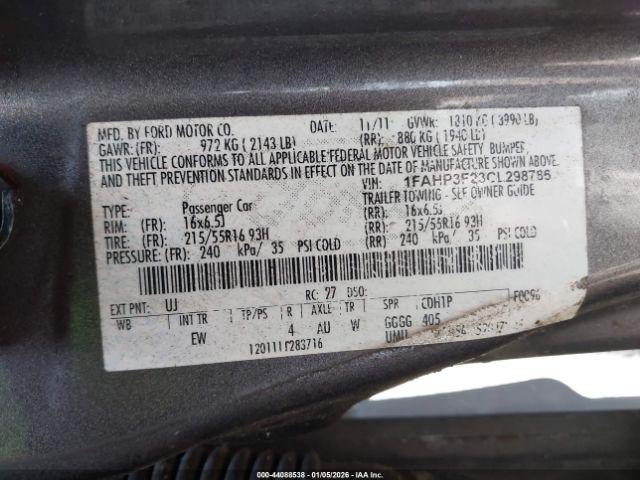 MFD. BY FORD MOTOR CO. DATE: 11/11 GVWR: 1810 KG ( 3990 LB)
GAWR: (FR): 972 KG ( 2143 LB) (RR): 880 KG ( 1940 LB)
THIS VEHICLE CONFORMS TO ALL APPLICABLE FEDERAL MOTOR VEHICLE SAFETY, BUMPER,
AND THEFT PREVENTION STANDARDS IN EFFECT ON THE DATE OF MANUFACTURE SHOWN ABOVE.
VIN:
TYPE: Passenger Car TRAILER TOWING - SEE OWNER GUIDE
RIM: (FR): 16x6.5J (RR): 16x6.5J
TIRE: (FR): 215/55R16 93H (RR): 215/55R16 93H
PRESSURE: (FR): 240 kPa/ 35 PSI COLD (RR) 240 kPa/ 35 PSI COLD
RC: 27 DSO:
EXT PNT: UJ
WB INT TR TP/PS R AXLE TR SPR CDH1P
EW 4 AU W GGGG 405
IAA 44088538 | 01/05/2026 - IAA Inc.